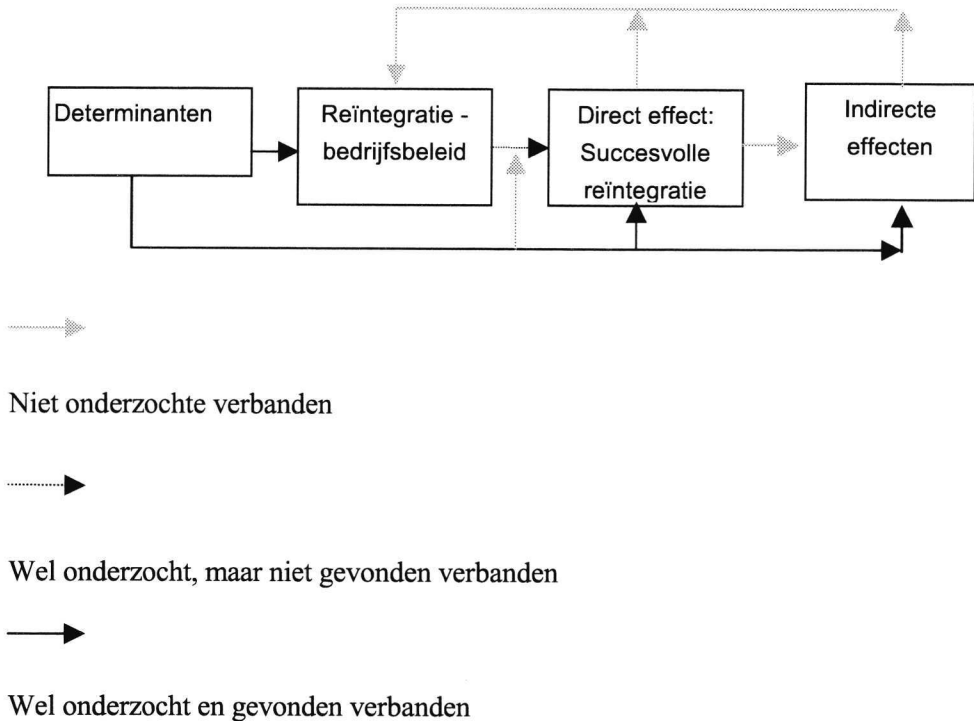 Determinanten
Reïntegratie -
bedrijfsbeleid
Direct effect:
Succesvolle
reïntegratie
Indirecte
effecten
Niet onderzochte verbanden
Wel onderzocht, maar niet gevonden verbanden
Wel onderzocht en gevonden verbanden